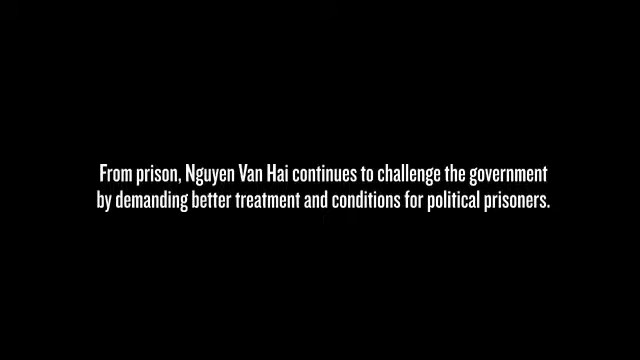 From prison, Nguyen Van Hai continues to challenge the government
by demanding better treatment and conditions for political prisoners.